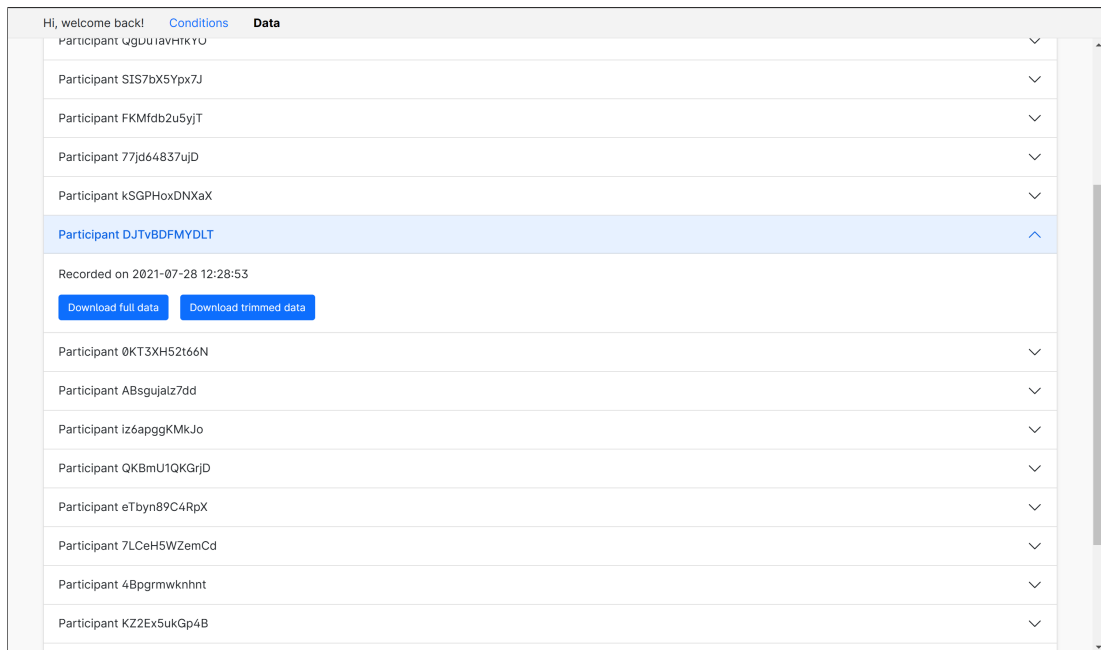 Hi, welcome back! Conditions Data
Participant QgDuTavHfkYO
Participant SIS7bX5Ypx7J
Participant FKMfdb2u5yjT
Participant 77jd64837ujD
Participant kSGPHoxDNXaX
Participant DJTvBDFMYDLT
Recorded on 2021-07-28 12:28:53
Download full data Download trimmed data
Participant 0KT3XH52t66N
Participant ABsgujalz7dd
Participant iz6apggKMkJo
Participant QKBmU1QKGrjD
Participant eTbyn89C4RpX
Participant 7LCeH5WZemCd
Participant 4Bpgrmwknhnt
Participant KZ2Ex5ukGp4B